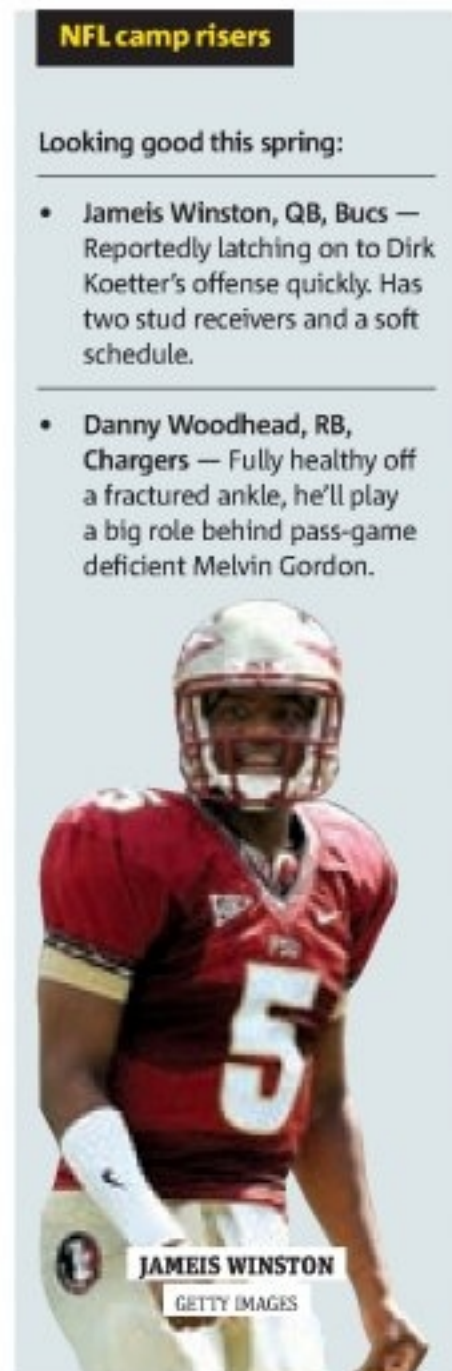 NFL camp risers
Looking good this spring:
• Jameis Winston, QB, Bucs —
Reportedly latching on to Dirk
Koetter's offense quickly. Has
two stud receivers and a soft
schedule.
• Danny Woodhead, RB,
Chargers — Fully healthy off
a fractured ankle, he'll play
a big role behind pass-game
deficient Melvin Gordon.
5
JAMEIS WINSTON
GETTY IMAGES